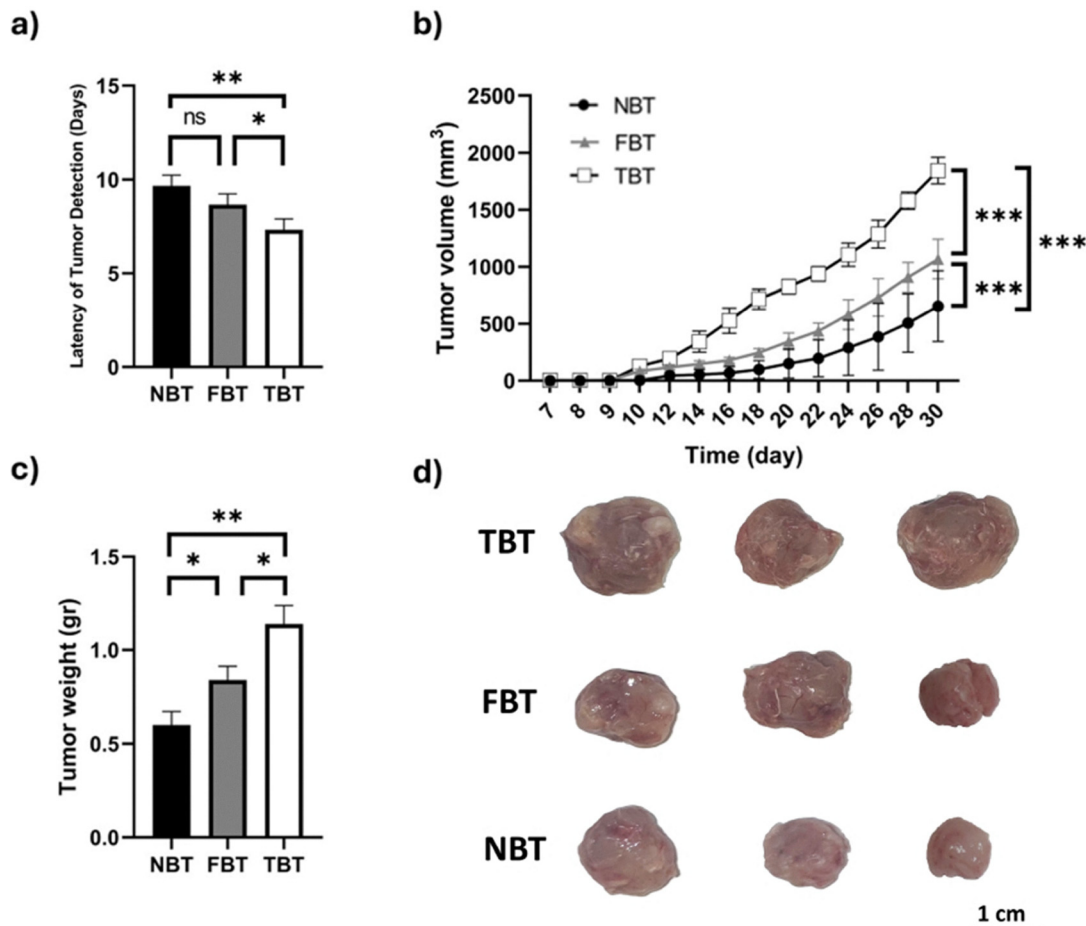 a)
Latency of Tumor Detection (Days)
15
10
5
0
**
ns
*
NBT FBT TBT
b)
Tumor volume (mm³)
2500
2000
1500
1000
500
0
NBT
FBT
TBT
***
***
***
7 8 9 10 12 14 16 18 20 22 24 26 28 30
Time (day)
c)
Tumor weight (gr)
1.5
1.0
0.5
0.0
**
*
*
NBT FBT TBT
d)
TBT
FBT
NBT
1 cm